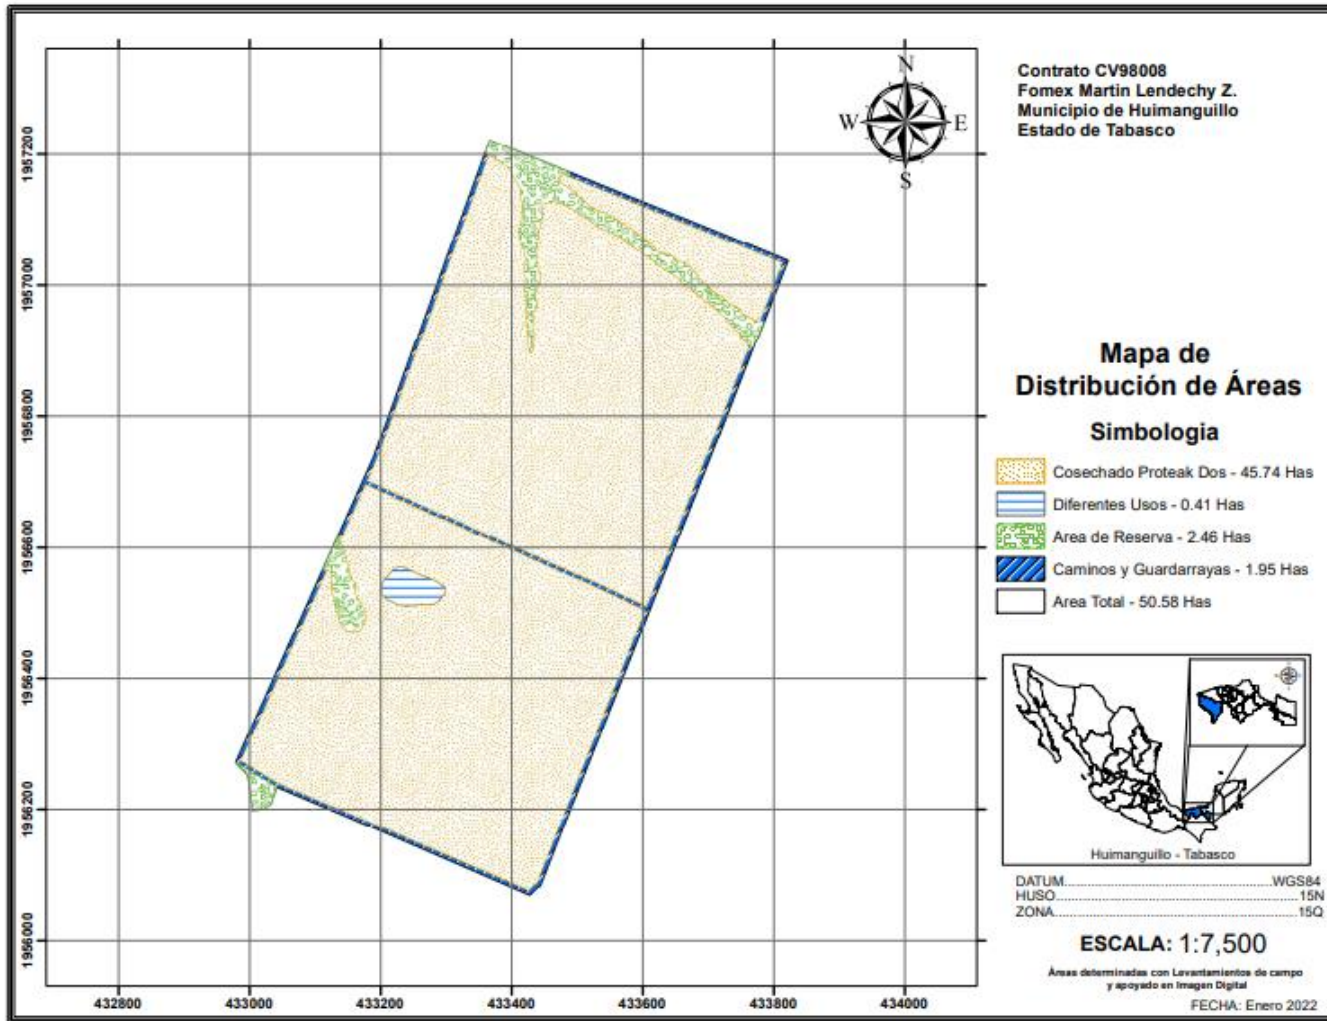 N
W E
S
Contrato CV98008
Fomex Martin Lendechy Z.
Municipio de Huimanguillo
Estado de Tabasco
1957200
1957000
1956800
1956600
1956400
1956200
1956000
432800 433000 433200 433400 433600 433800 434000
Mapa de
Distribución de Áreas
Simbologia
Cosechado Proteak Dos - 45.74 Has
Diferentes Usos - 0.41 Has
Area de Reserva - 2.46 Has
Caminos y Guardarrayas - 1.95 Has
Area Total - 50.58 Has
Huimanguillo - Tabasco
DATUM..........................................WGS84
HUSO................................................15N
ZONA................................................15Q
ESCALA: 1:7,500
Áreas determinadas con Levantamientos de campo
y apoyado en Imagen Digital
FECHA: Enero 2022